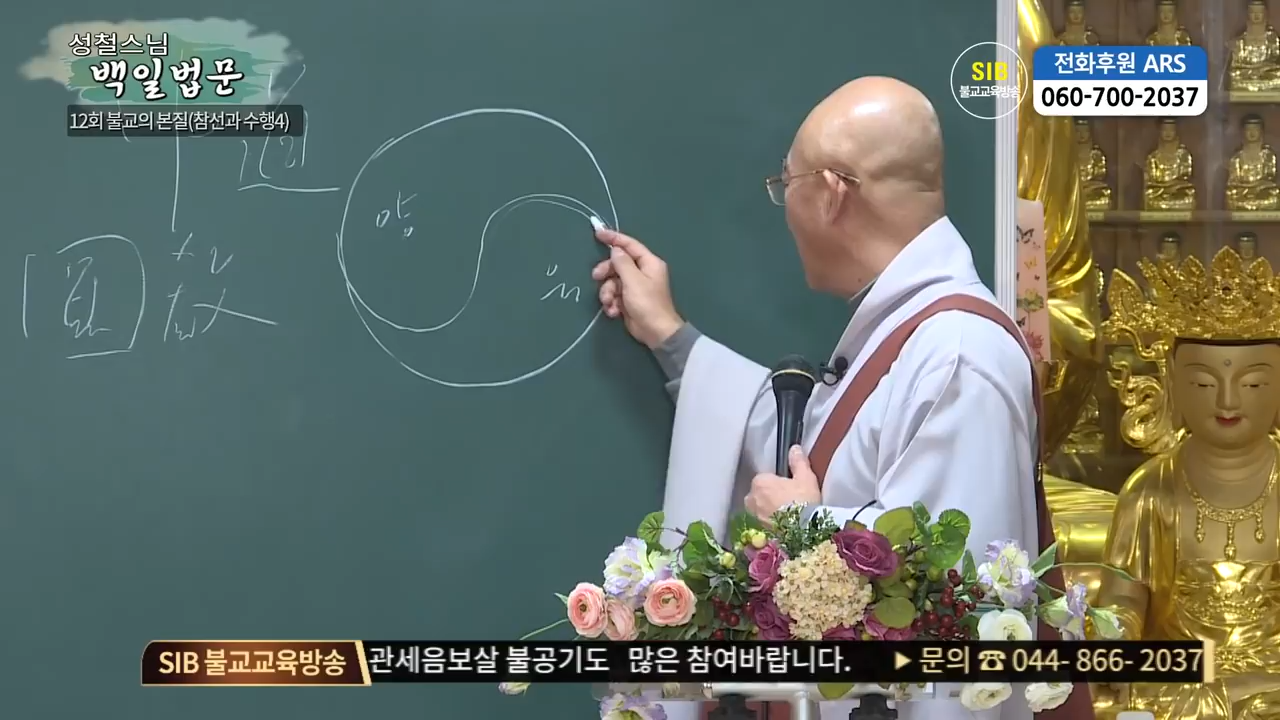 성철스님
백일법문
12회 불교의 본질(참선과 수행4)
SIB
불교교육방송
전화후원 ARS
060-700-2037
양
음
圓 敎
SIB 불교교육방송
관세음보살 불공기도 많은 참여바랍니다.
▶ 문의 ☎ 044- 866- 2037